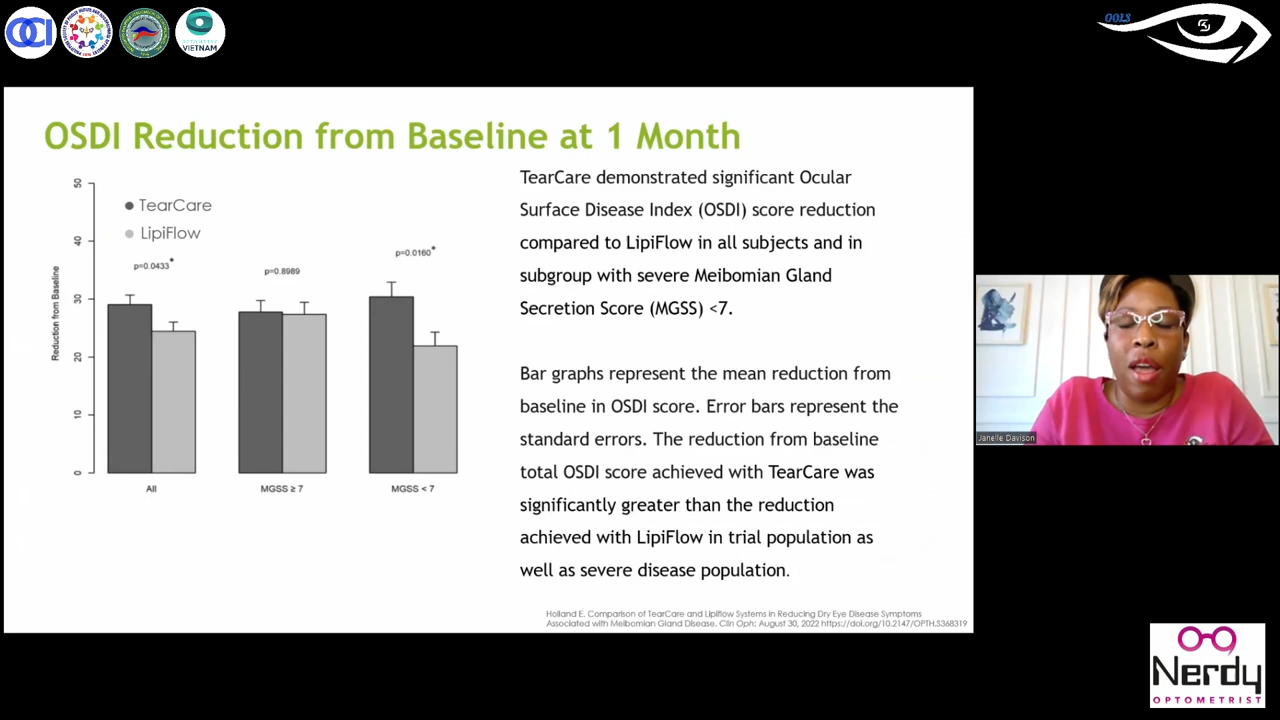 OCI
VIETNAM
OOLS
OSDI Reduction from Baseline at 1 Month
50
40
30
20
10
0
Reduction from Baseline
TearCare
LipiFlow
p=0.0433*
p=0.8989
p=0.0160*
All
MGSS ≥ 7
MGSS < 7
TearCare demonstrated significant Ocular
Surface Disease Index (OSDI) score reduction
compared to LipiFlow in all subjects and in
subgroup with severe Meibomian Gland
Secretion Score (MGSS) <7.
Bar graphs represent the mean reduction from
baseline in OSDI score. Error bars represent the
standard errors. The reduction from baseline
total OSDI score achieved with TearCare was
significantly greater than the reduction
achieved with LipiFlow in trial population as
well as severe disease population.
Holland E. Comparison of TearCare and Lipiflow Systems in Reducing Dry Eye Disease Symptoms
Associated with Meibomian Gland Disease. Clin Oph: August 30, 2022 https://doi.org/10.2147/OPTH.S368319
Janelle Davison
Nerdy
OPTOMETRIST